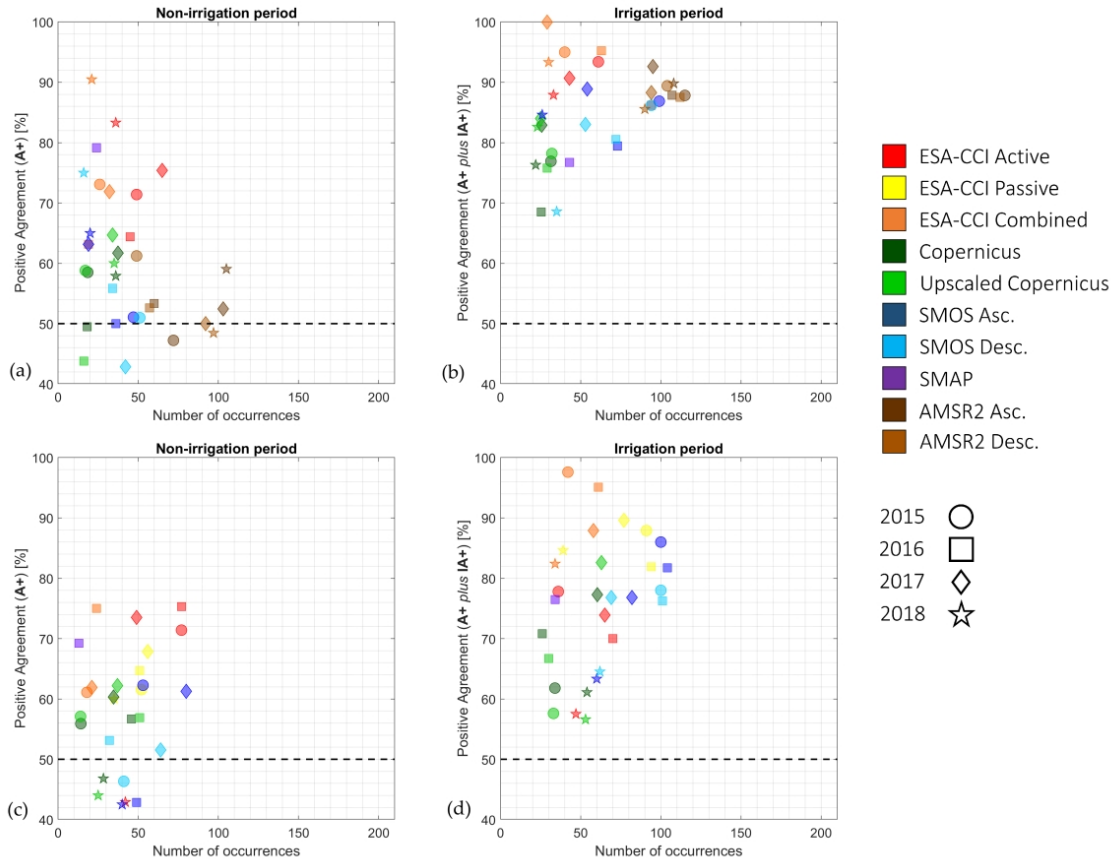 Non-irrigation period
Positive Agreement (A+) [%]
100
90
80
70
60
50
40
0 50 100 150 200
Number of occurrences
(a)
Irrigation period
Positive Agreement (A+ plus IA+) [%]
100
90
80
70
60
50
40
0 50 100 150 200
Number of occurrences
(b)
Non-irrigation period
Positive Agreement (A+) [%]
100
90
80
70
60
50
40
0 50 100 150 200
Number of occurrences
(c)
Irrigation period
Positive Agreement (A+ plus IA+) [%]
100
90
80
70
60
50
40
0 50 100 150 200
Number of occurrences
(d)
ESA-CCI Active
ESA-CCI Passive
ESA-CCI Combined
Copernicus
Upscaled Copernicus
SMOS Asc.
SMOS Desc.
SMAP
AMSR2 Asc.
AMSR2 Desc.
2015
2016
2017
2018